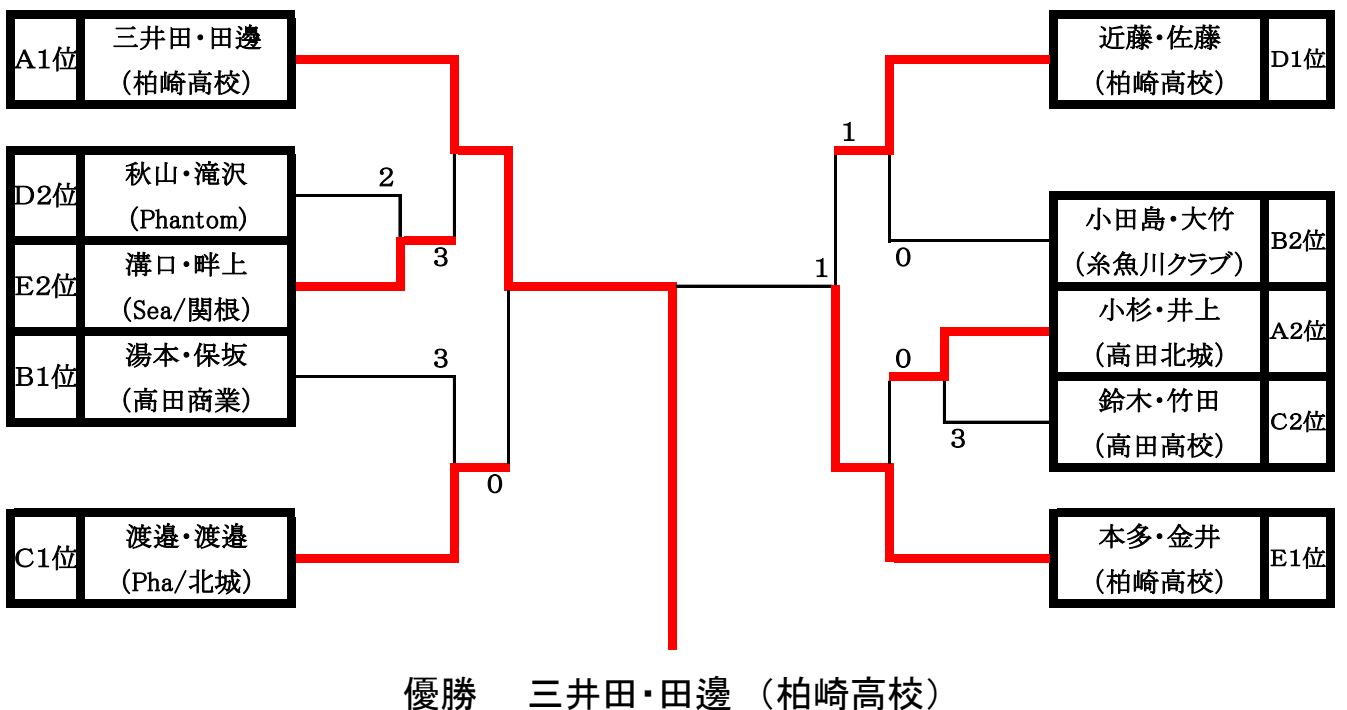 A1位
三井田・田邊
(柏崎高校)
D2位
秋山・滝沢
(Phantom)
E2位
溝口・畔上
(Sea/関根)
B1位
湯本・保坂
(高田商業)
C1位
渡邉・渡邉
(Pha/北城)
2
3
3
0
1
1
0
0
3
近藤・佐藤
(柏崎高校)
D1位
小田島・大竹
(糸魚川クラブ)
B2位
小杉・井上
(高田北城)
A2位
鈴木・竹田
(高田高校)
C2位
本多・金井
(柏崎高校)
E1位
優勝 三井田・田邊 (柏崎高校)